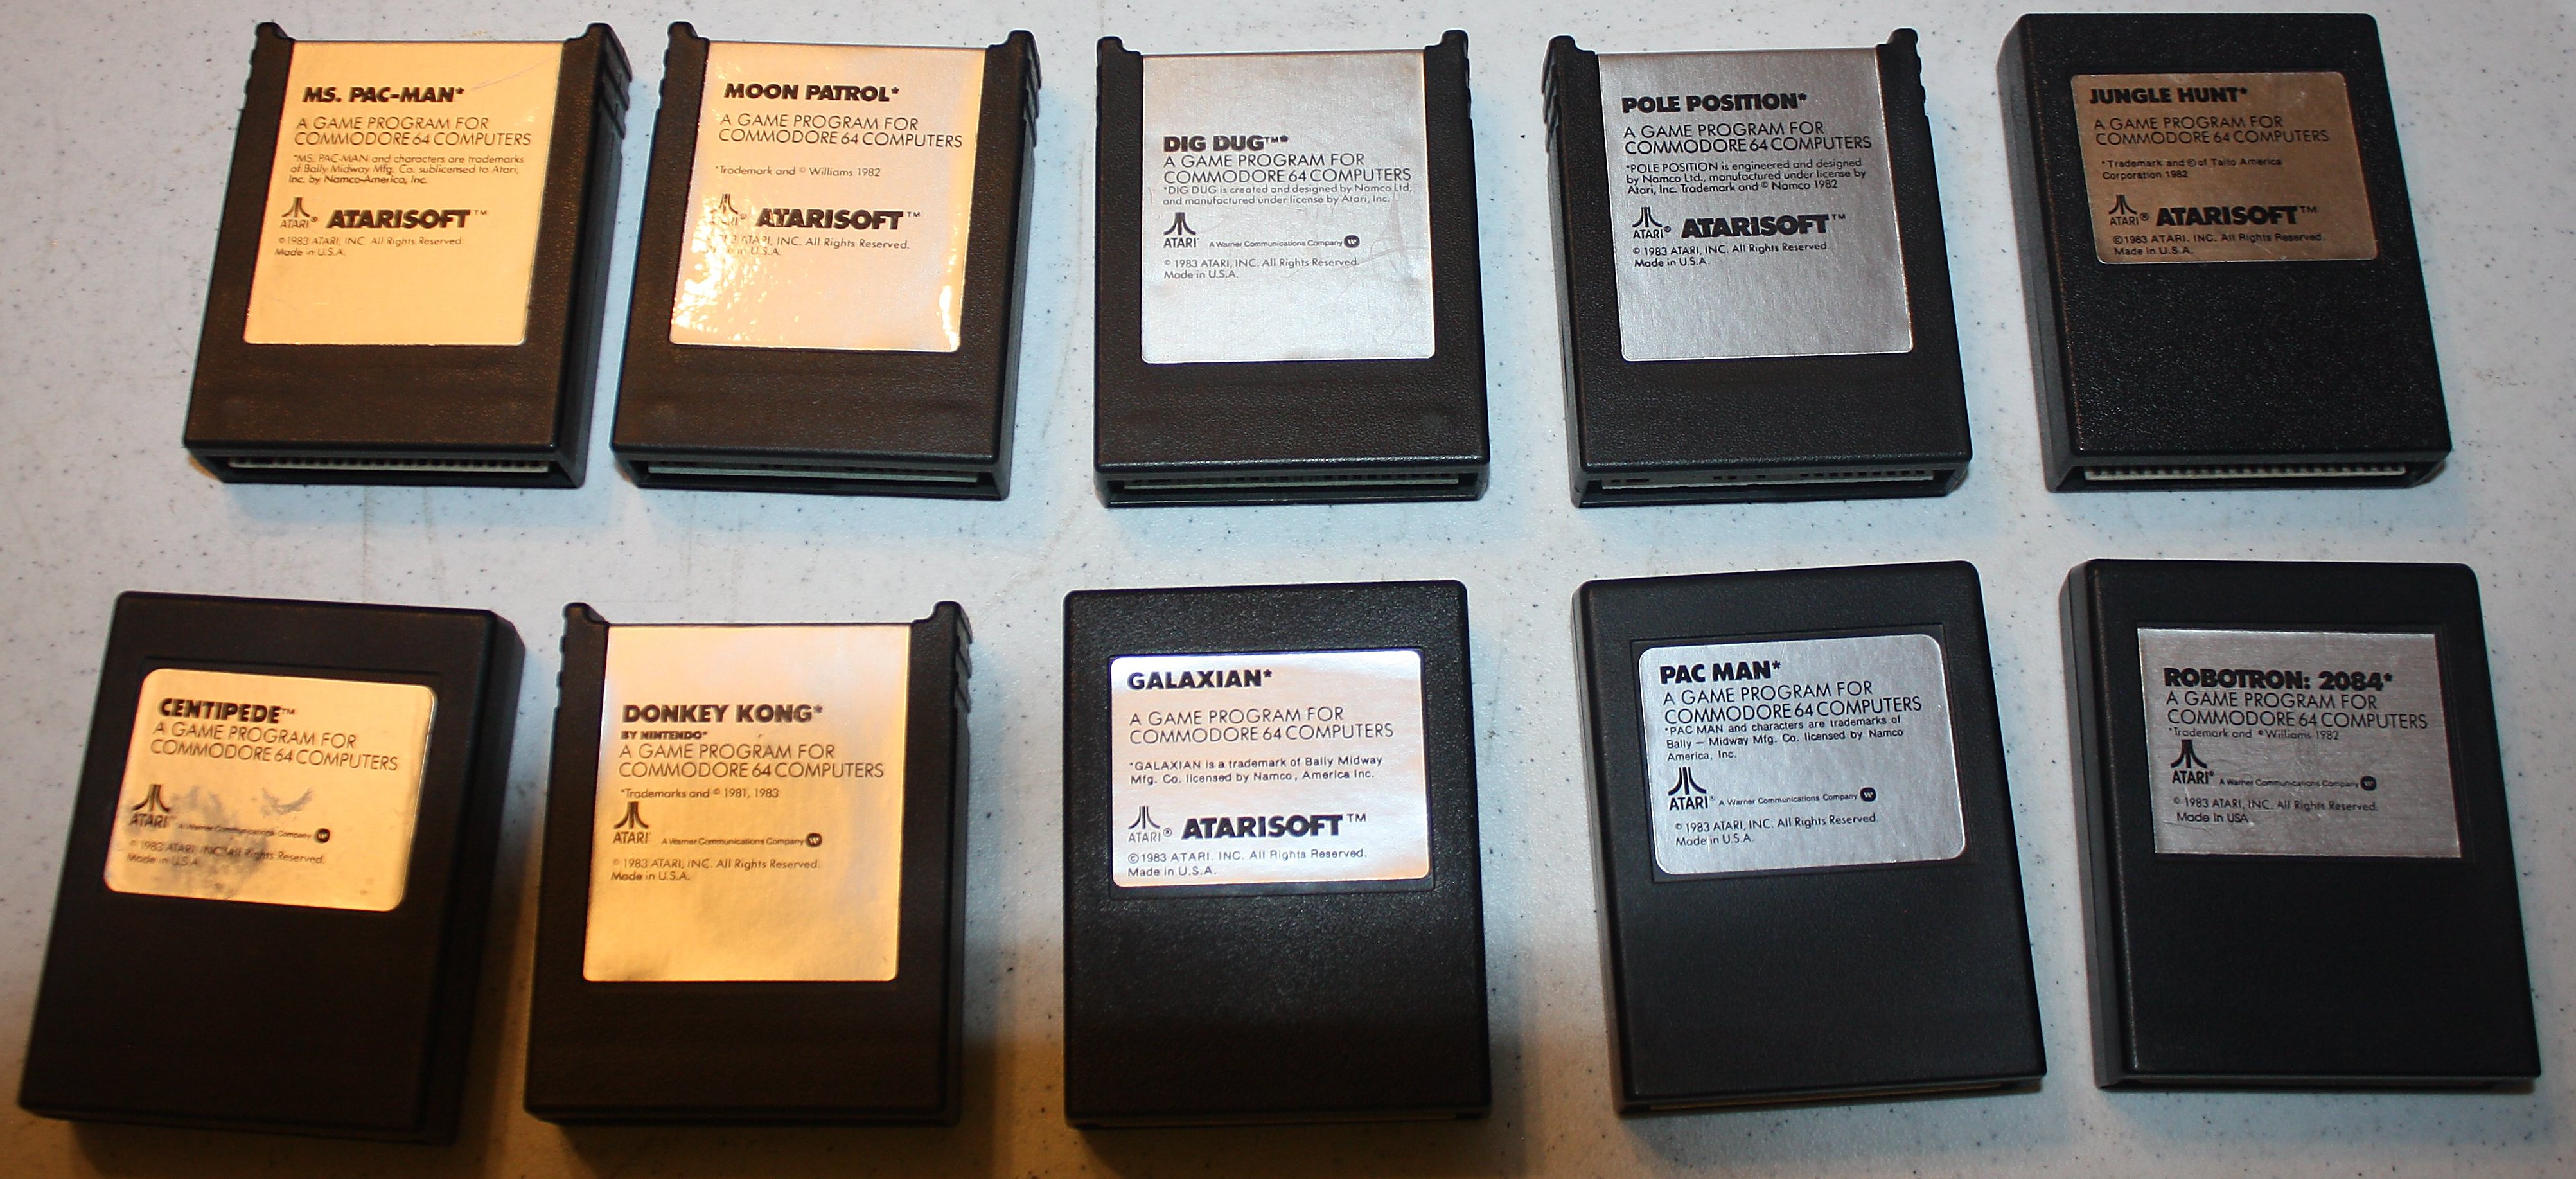 MS. PAC-MAN*
A GAME PROGRAM FOR
COMMODORE 64 COMPUTERS
*MS. PAC-MAN and characters are trademarks
of Bally Midway Mfg. Co. sublicensed to Atari,
Inc. by Namco-America, Inc.
ATARI® ATARISOFT™
©1983 ATARI, INC. All Rights Reserved.
Made in U.S.A.
MOON PATROL*
A GAME PROGRAM FOR
COMMODORE 64 COMPUTERS
*Trademark and © Williams 1982
ATARI® ATARISOFT™
ATARI, INC. All Rights Reserved.
in U.S.A.
DIG DUG™*
A GAME PROGRAM FOR
COMMODORE 64 COMPUTERS
*DIG DUG is created and designed by Namco Ltd,
and manufactured under license by Atari, Inc.
ATARI A Warner Communications Company
© 1983 ATARI, INC. All Rights Reserved.
Made in U.S.A.
POLE POSITION*
A GAME PROGRAM FOR
COMMODORE 64 COMPUTERS
*POLE POSITION is engineered and designed
by Namco Ltd., manufactured under license by
Atari, Inc. Trademark and © Namco 1982
ATARI® ATARISOFT™
© 1983 ATARI, INC. All Rights Reserved
Made in U.S.A.
JUNGLE HUNT*
A GAME PROGRAM FOR
COMMODORE 64 COMPUTERS
*Trademark and © of Taito America
Corporation 1982
ATARI® ATARISOFT™
©1983 ATARI. INC. All Rights Reserved.
Made in U.S.A.
CENTIPEDE™
A GAME PROGRAM FOR
COMMODORE 64 COMPUTERS
ATARI® A Warner Communications Company
© 1983 ATARI, INC. All Rights Reserved.
Made in U.S.A.
DONKEY KONG*
BY NINTENDO*
A GAME PROGRAM FOR
COMMODORE 64 COMPUTERS
*Trademarks and © 1981, 1983
ATARI A Warner Communications Company
© 1983 ATARI, INC. All Rights Reserved.
Made in U.S.A.
GALAXIAN*
A GAME PROGRAM FOR
COMMODORE 64 COMPUTERS
*GALAXIAN is a trademark of Bally Midway
Mfg. Co. licensed by Namco, America Inc.
ATARI® ATARISOFT™
©1983 ATARI. INC. All Rights Reserved.
Made in U.S.A.
PAC MAN*
A GAME PROGRAM FOR
COMMODORE 64 COMPUTERS
*PAC MAN and characters are trademarks of
Bally – Midway Mfg. Co. licensed by Namco
America, Inc.
ATARI® A Warner Communications Company
© 1983 ATARI, INC. All Rights Reserved.
Made in U.S.A.
ROBOTRON: 2084*
A GAME PROGRAM FOR
COMMODORE 64 COMPUTERS
*Trademark and © Williams 1982
ATARI® A Warner Communications Company
© 1983 ATARI, INC. All Rights Reserved.
Made In USA